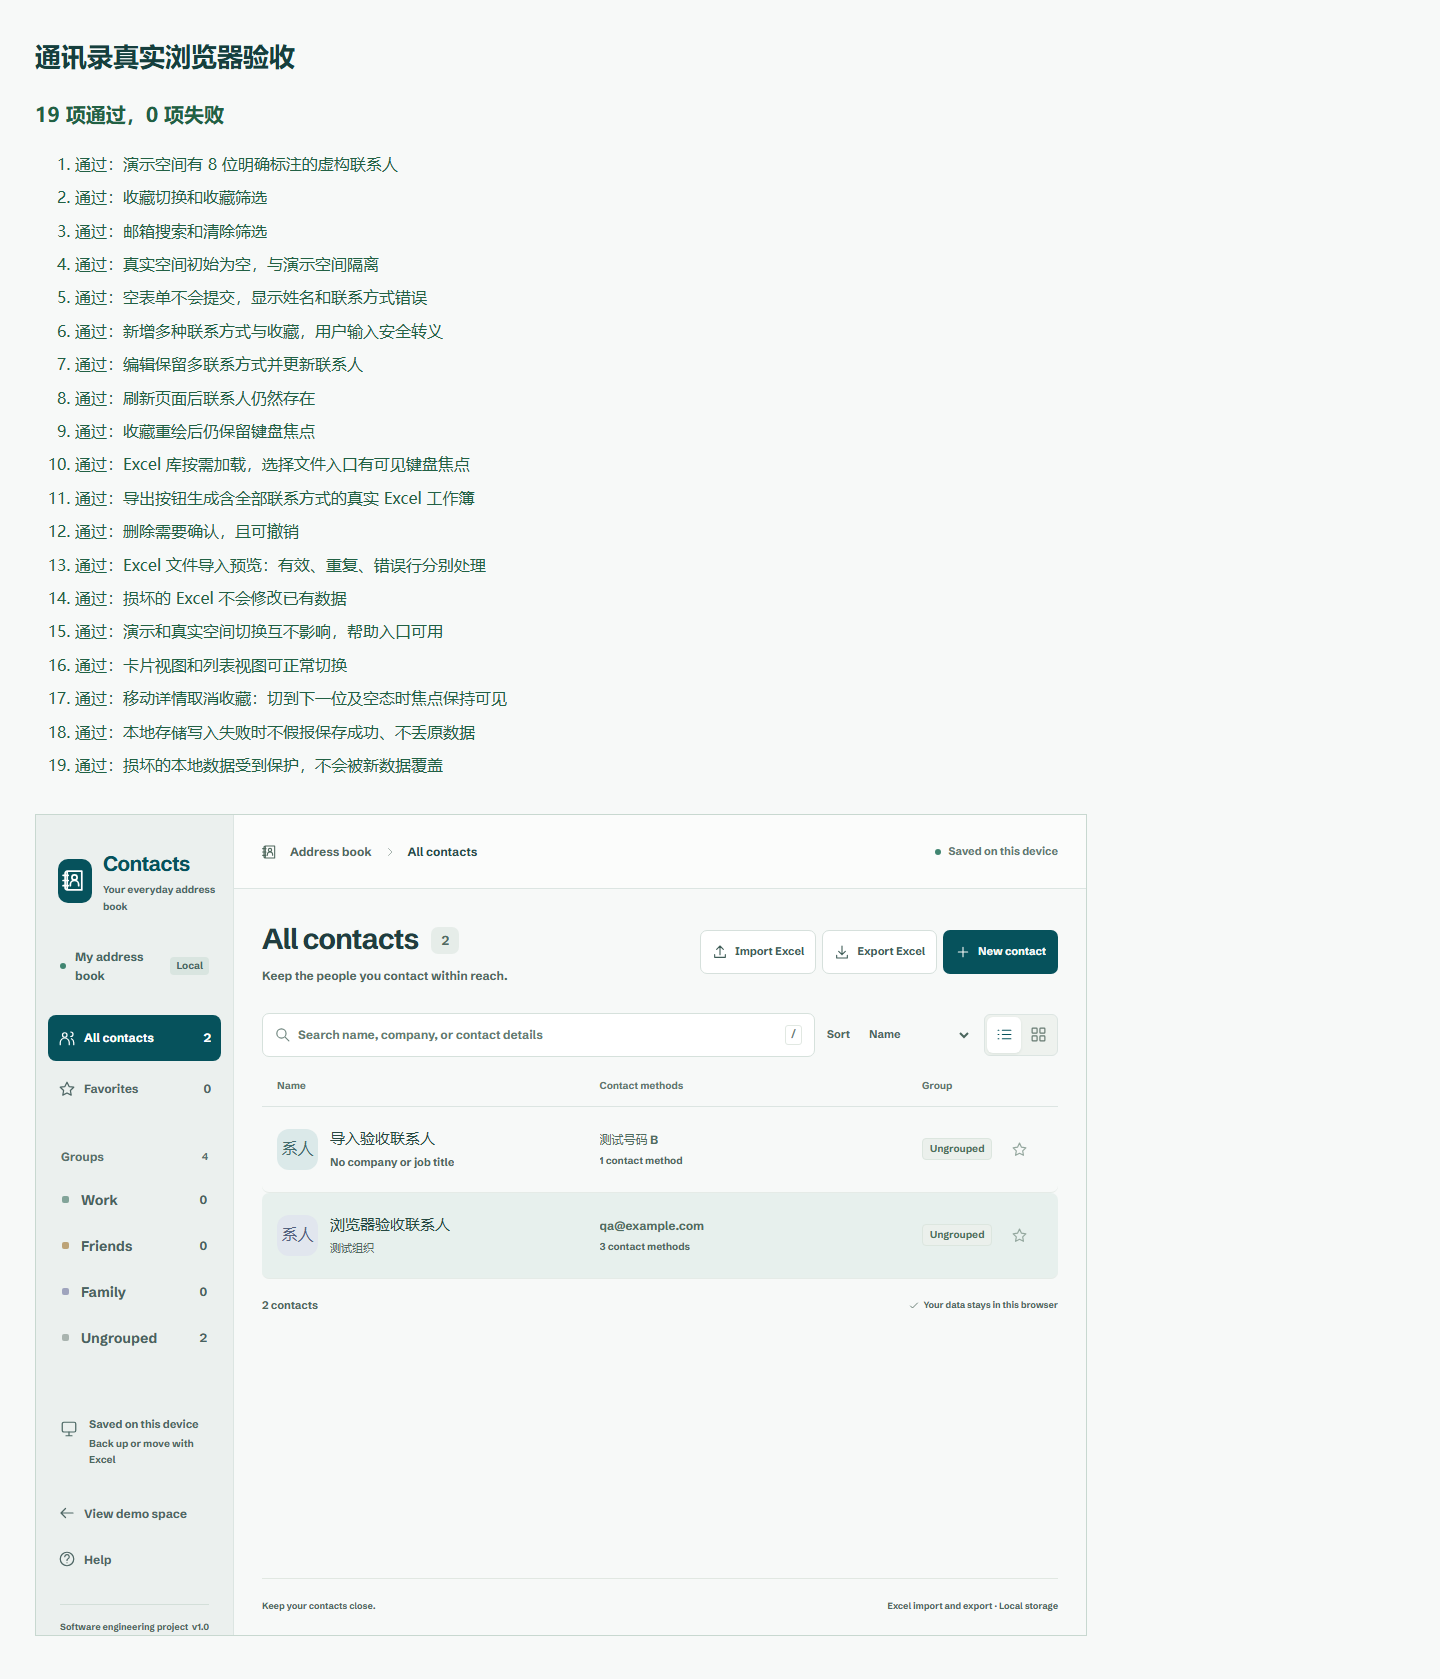 通讯录真实浏览器验收
19 项通过，0 项失败
1. 通过：演示空间有 8 位明确标注的虚构联系人
2. 通过：收藏切换和收藏筛选
3. 通过：邮箱搜索和清除筛选
4. 通过：真实空间初始为空，与演示空间隔离
5. 通过：空表单不会提交，显示姓名和联系方式错误
6. 通过：新增多种联系方式与收藏，用户输入安全转义
7. 通过：编辑保留多联系方式并更新联系人
8. 通过：刷新页面后联系人仍然存在
9. 通过：收藏重绘后仍保留键盘焦点
10. 通过：Excel 库按需加载，选择文件入口有可见键盘焦点
11. 通过：导出按钮生成含全部联系方式的真实 Excel 工作簿
12. 通过：删除需要确认，且可撤销
13. 通过：Excel 文件导入预览：有效、重复、错误行分别处理
14. 通过：损坏的 Excel 不会修改已有数据
15. 通过：演示和真实空间切换互不影响，帮助入口可用
16. 通过：卡片视图和列表视图可正常切换
17. 通过：移动详情取消收藏：切到下一位及空态时焦点保持可见
18. 通过：本地存储写入失败时不假报保存成功、不丢原数据
19. 通过：损坏的本地数据受到保护，不会被新数据覆盖
Contacts
Your everyday address
book
My address
book
Local
All contacts 2
Favorites 0
Groups 4
Work 0
Friends 0
Family 0
Ungrouped 2
Saved on this device
Back up or move with
Excel
View demo space
Help
Software engineering project v1.0
Address book All contacts
Saved on this device
All contacts 2
Keep the people you contact within reach.
Import Excel
Export Excel
New contact
Search name, company, or contact details /
Sort Name
Name Contact methods Group
系人
导入验收联系人
No company or job title
测试号码 B
1 contact method
Ungrouped
系人
浏览器验收联系人
测试组织
qa@example.com
3 contact methods
Ungrouped
2 contacts
Your data stays in this browser
Keep your contacts close.
Excel import and export · Local storage